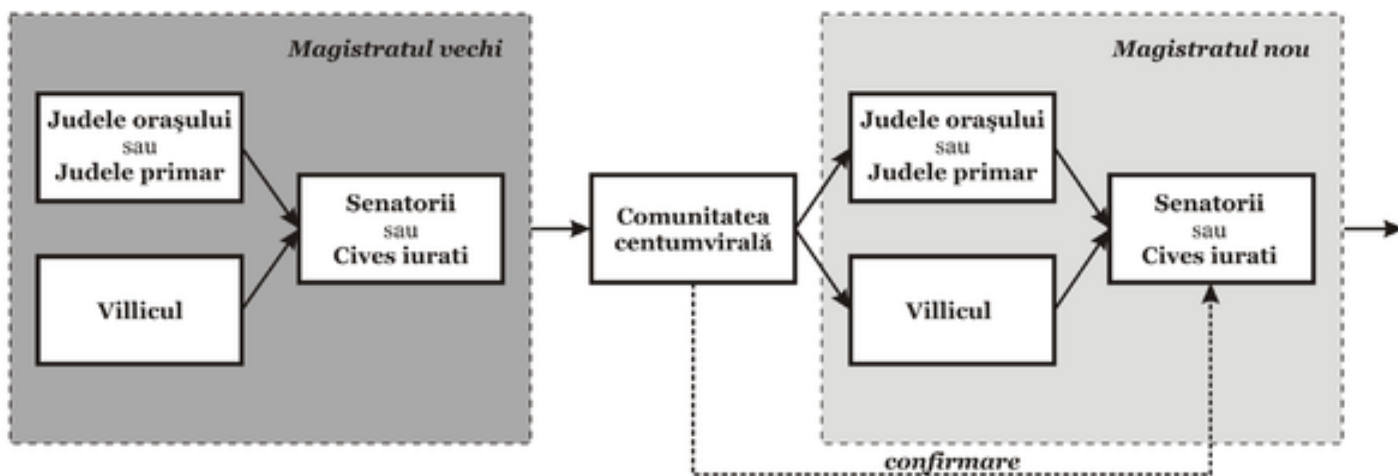 Magistratul vechi
Judele orașului
sau
Judele primar
Villicul
Senatorii
sau
Cives iurati
Comunitatea
centumvirală
Magistratul nou
Judele orașului
sau
Judele primar
Villicul
Senatorii
sau
Cives iurati
confirmare